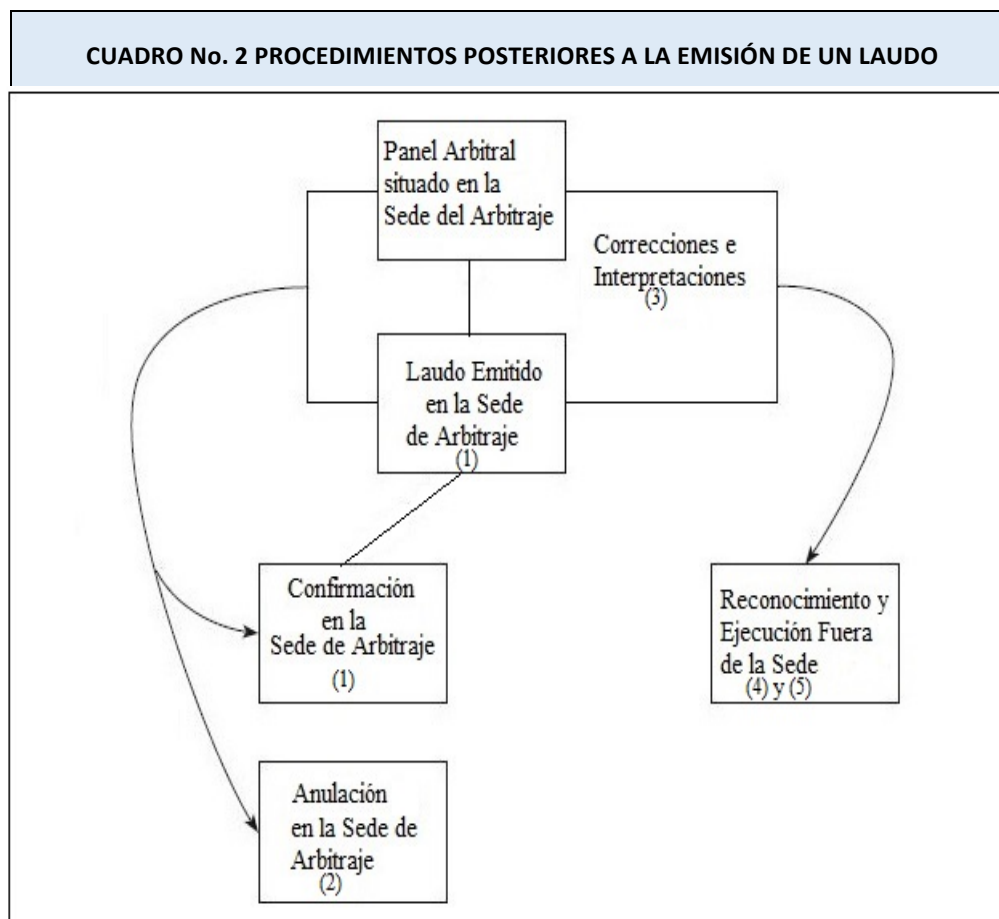 CUADRO No. 2 PROCEDIMIENTOS POSTERIORES A LA EMISIÓN DE UN LAUDO
Panel Arbitral
situado en la
Sede del Arbitraje
Correcciones e
Interpretaciones
(3)
Laudo Emitido
en la Sede
de Arbitraje
(1)
Confirmación
en la
Sede de Arbitraje
(1)
Reconocimiento y
Ejecución Fuera
de la Sede
(4) y (5)
Anulación
en la Sede de
Arbitraje
(2)